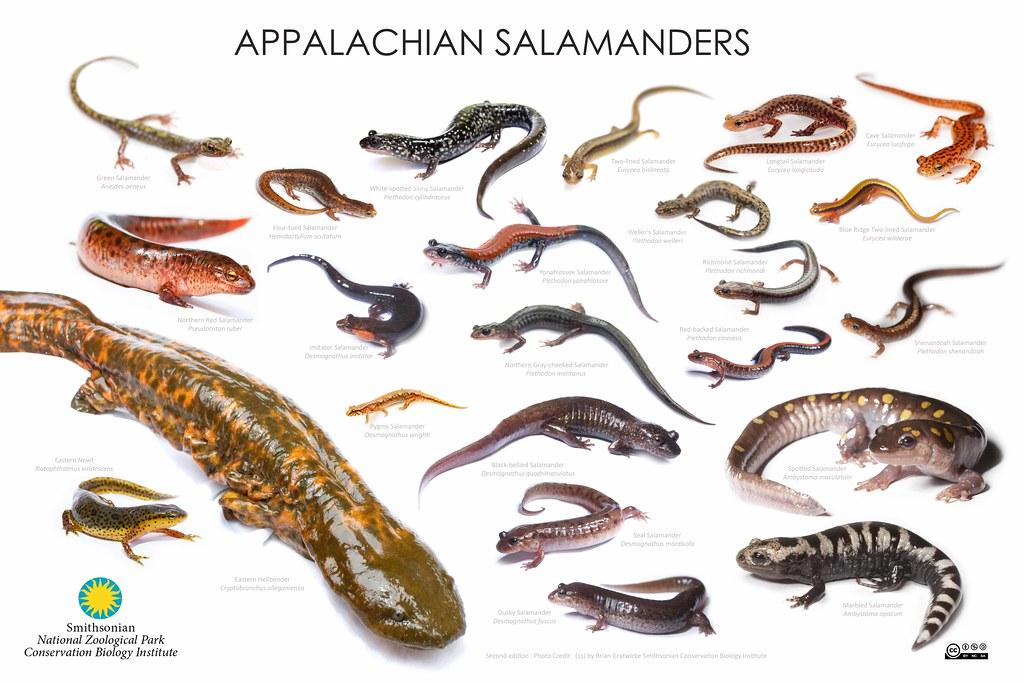 APPALACHIAN SALAMANDERS
Green Salamander
Aneides aeneus
Four-toed Salamander
Hemidactylium scutatum
White-spotted Slimy Salamander
Plethodon cylindraceus
Two-lined Salamander
Eurycea bislineata
Longtail Salamander
Eurycea longicauda
Cave Salamander
Eurycea lucifuga
Weller's Salamander
Plethodon welleri
Blue Ridge Two-lined Salamander
Eurycea wilderae
Northern Red Salamander
Pseudotriton ruber
Yonahlossee Salamander
Plethodon yonahlossee
Richmond Salamander
Plethodon richmondi
Imitator Salamander
Desmognathus imitator
Northern Gray-cheeked Salamander
Plethodon montanus
Red-backed Salamander
Plethodon cinereus
Shenandoah Salamander
Plethodon shenandoah
Pygmy Salamander
Desmognathus wrighti
Eastern Newt
Notophthalmus viridescens
Black-bellied Salamander
Desmognathus quadramaculatus
Spotted Salamander
Ambystoma maculatum
Seal Salamander
Desmognathus monticola
Eastern Hellbender
Cryptobranchus alleganiensis
Dusky Salamander
Desmognathus fuscus
Marbled Salamander
Ambystoma opacum
Smithsonian
National Zoological Park
Conservation Biology Institute
Second edition : Photo Credit: (cc) by Brian Gratwicke Smithsonian Conservation Biology Institute
cc
BY NC SA